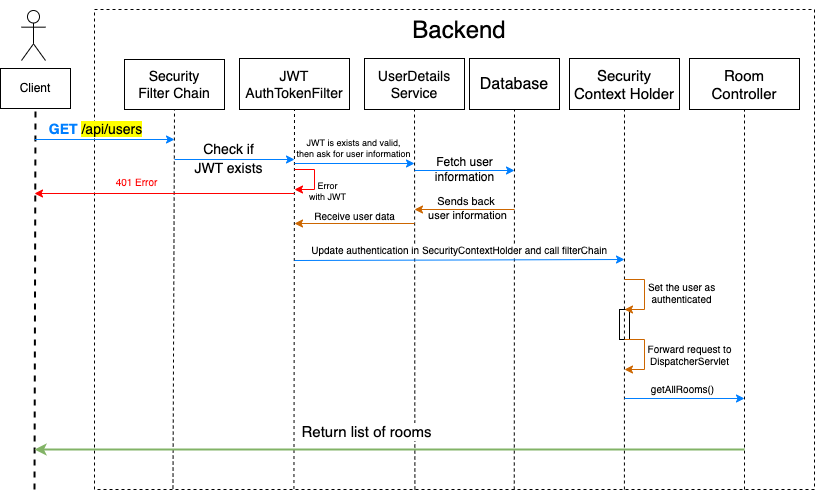 Backend
Client
Security
Filter Chain
JWT
AuthTokenFilter
UserDetails
Service
Database
Security
Context Holder
Room
Controller
GET /api/users
Check if
JWT exists
JWT is exists and valid,
then ask for user information
Fetch user
information
401 Error
Error
with JWT
Sends back
user information
Receive user data
Update authentication in SecurityContextHolder and call filterChain
Set the user as
authenticated
Forward request to
DispatcherServlet
getAllRooms()
Return list of rooms